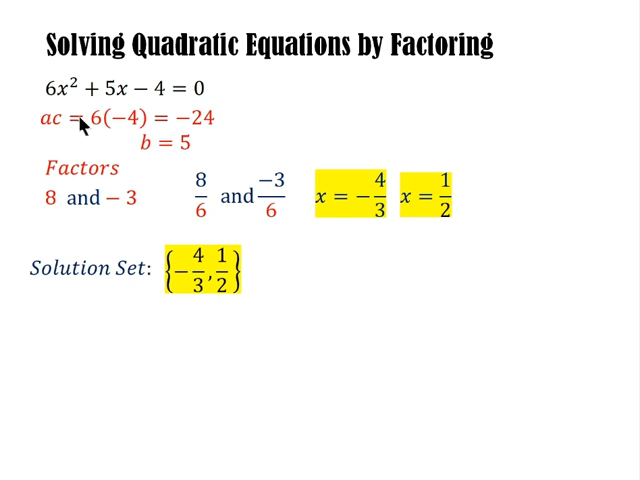 Solving Quadratic Equations by Factoring
6x² + 5x − 4 = 0
ac = 6(−4) = −24
b = 5
Factors
8 and − 3
8/6 and −3/6 x = −4/3 x = 1/2
Solution Set: {−4/3, 1/2}